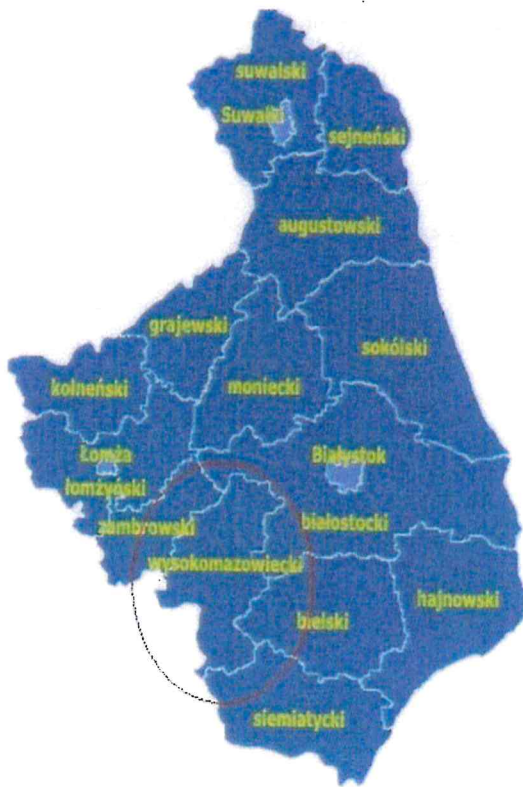 suwalski
Suwałki
sejneński
augustowski
grajewski
sokólski
kolneński
moniecki
Łomża
Białystok
łomżyński
zambrowski
białostocki
wysokomazowiecki
hajnowski
bielski
siemiatycki